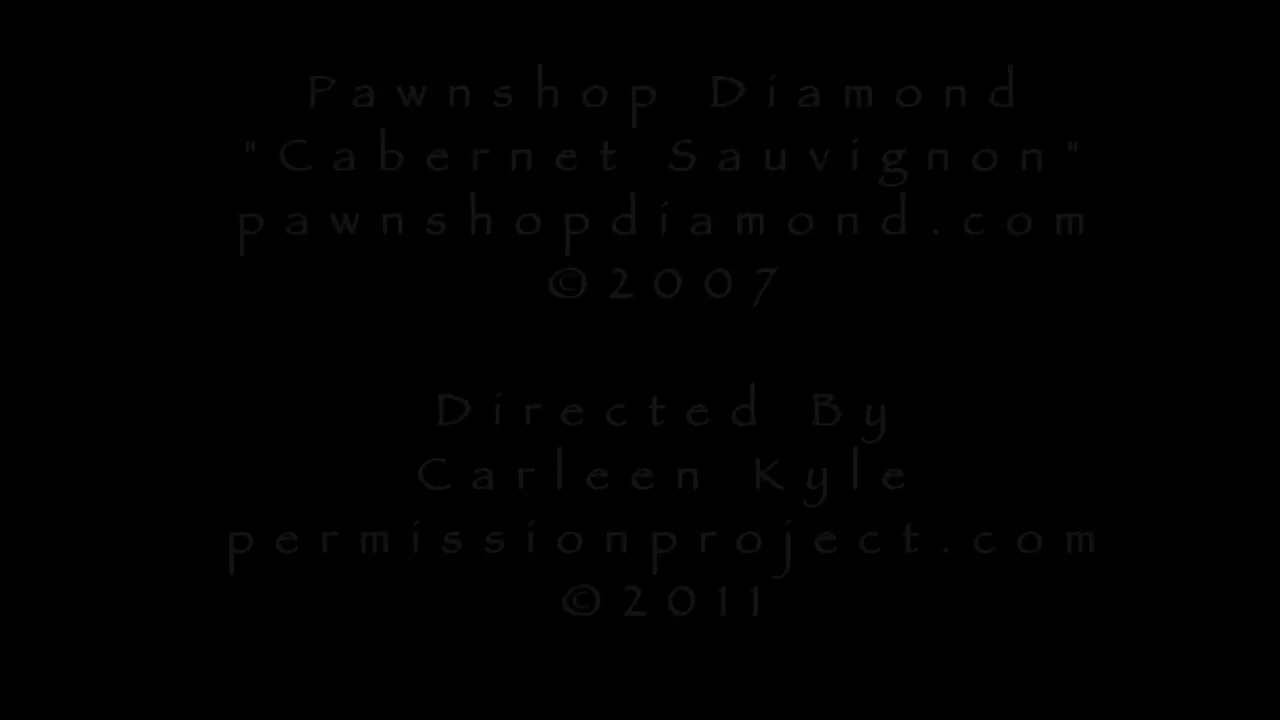 Pawnshop Diamond
"Cabernet Sauvignon"
pawnshopdiamond.com
©2007
Directed By
Carleen Kyle
permissionproject.com
©2011